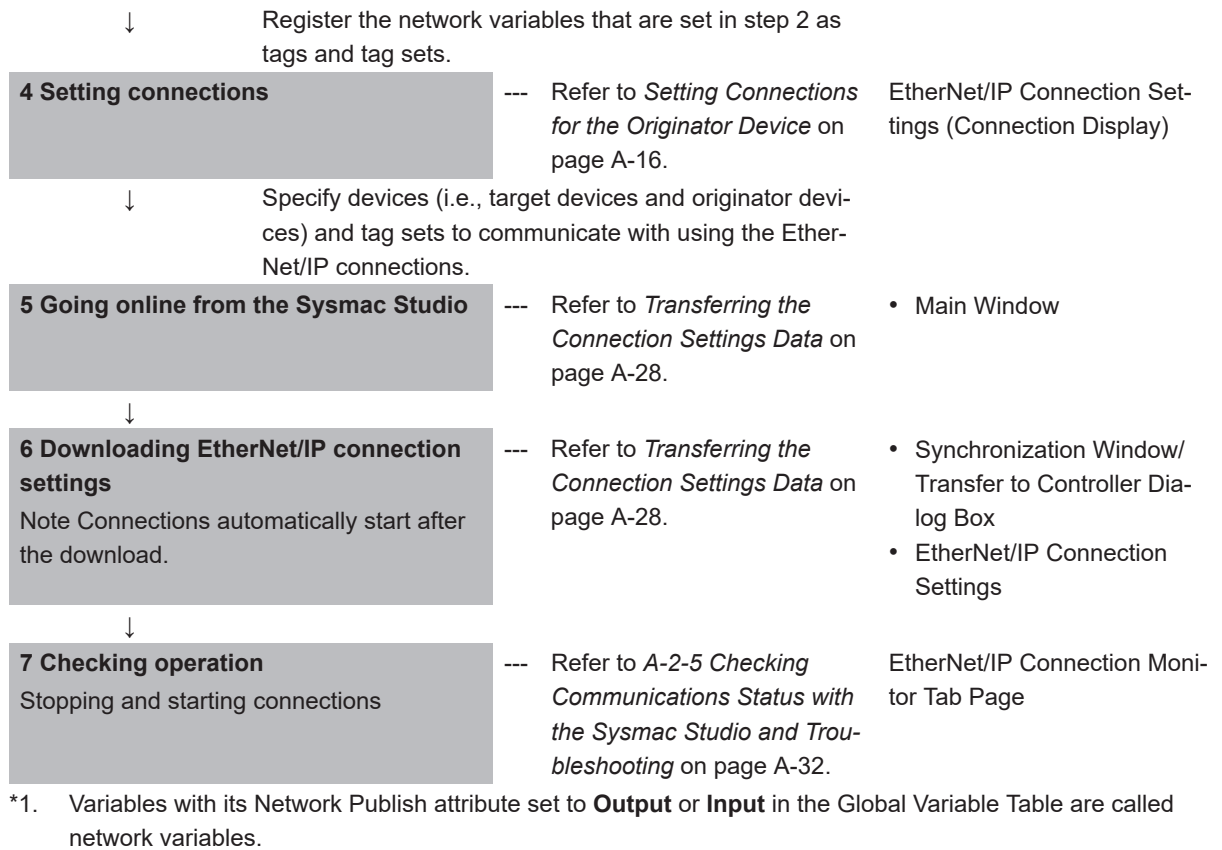 ↓ Register the network variables that are set in step 2 as
tags and tag sets.
4 Setting connections --- Refer to Setting Connections EtherNet/IP Connection Set-
for the Originator Device on tings (Connection Display)
page A-16.
↓ Specify devices (i.e., target devices and originator devi-
ces) and tag sets to communicate with using the Ether-
Net/IP connections.
5 Going online from the Sysmac Studio --- Refer to Transferring the • Main Window
Connection Settings Data on
page A-28.
↓
6 Downloading EtherNet/IP connection --- Refer to Transferring the • Synchronization Window/
settings Connection Settings Data on Transfer to Controller Dia-
Note Connections automatically start after page A-28. log Box
the download. • EtherNet/IP Connection
Settings
↓
7 Checking operation --- Refer to A-2-5 Checking EtherNet/IP Connection Moni-
Stopping and starting connections Communications Status with tor Tab Page
the Sysmac Studio and Trou-
bleshooting on page A-32.
*1. Variables with its Network Publish attribute set to Output or Input in the Global Variable Table are called
network variables.